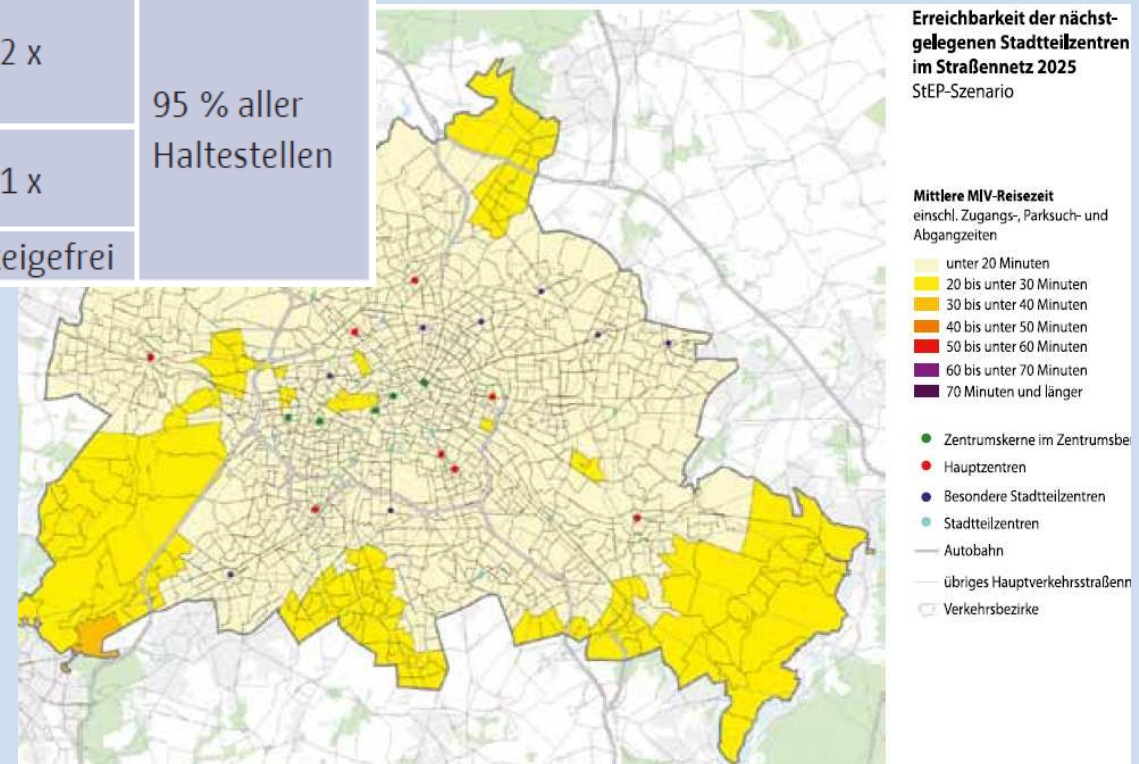 2 x
1 x
eigefrei
95 % aller
Haltestellen
Erreichbarkeit der nächst-
gelegenen Stadtteilzentren
im Straßennetz 2025
StEP-Szenario
Mittlere MIV-Reisezeit
einschl. Zugangs-, Parksuch- und
Abgangzeiten
unter 20 Minuten
20 bis unter 30 Minuten
30 bis unter 40 Minuten
40 bis unter 50 Minuten
50 bis unter 60 Minuten
60 bis unter 70 Minuten
70 Minuten und länger
Zentrumskerne im Zentrumsber
Hauptzentren
Besondere Stadtteilzentren
Stadtteilzentren
Autobahn
übriges Hauptverkehrsstraßenn
Verkehrsbezirke